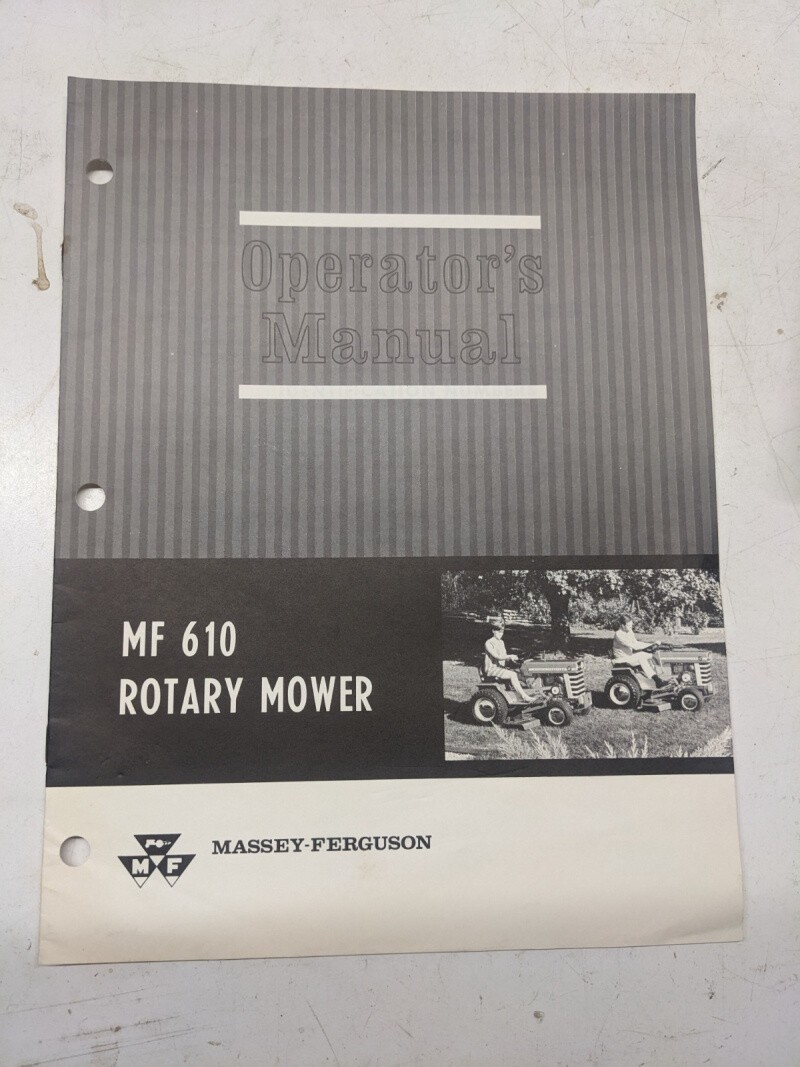 Operator's
Manual
MF 610
ROTARY MOWER
MF
MASSEY-FERGUSON